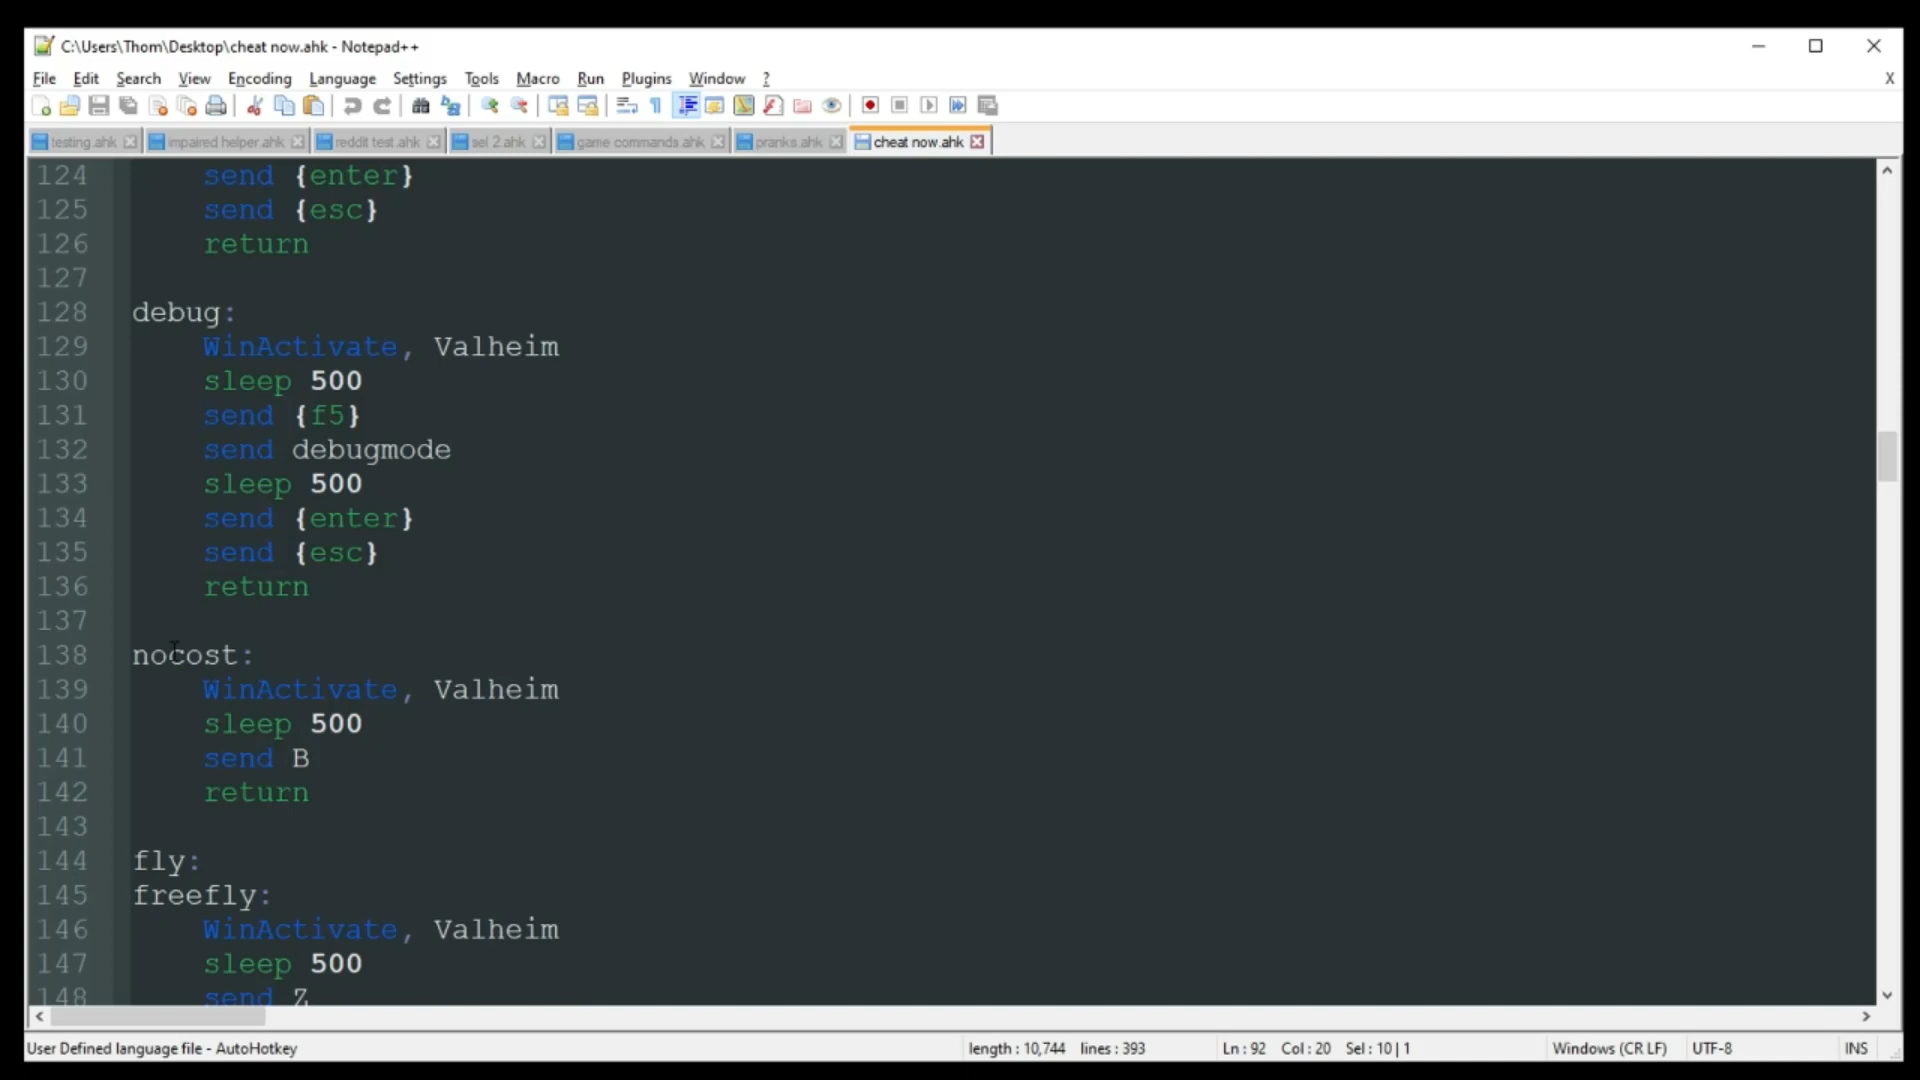 C:\Users\Thom\Desktop\cheat now.ahk - Notepad++
File Edit Search View Encoding Language Settings Tools Macro Run Plugins Window ? X
testing.ahk impaired helper.ahk reddit test.ahk sel 2.ahk game commands.ahk pranks.ahk cheat now.ahk
124 send {enter}
125 send {esc}
126 return
127
128 debug:
129 WinActivate, Valheim
130 sleep 500
131 send {f5}
132 send debugmode
133 sleep 500
134 send {enter}
135 send {esc}
136 return
137
138 nocost:
139 WinActivate, Valheim
140 sleep 500
141 send B
142 return
143
144 fly:
145 freefly:
146 WinActivate, Valheim
147 sleep 500
148 send Z
User Defined language file - AutoHotkey length : 10,744 lines : 393 Ln : 92 Col : 20 Sel : 10 | 1 Windows (CR LF) UTF-8 INS